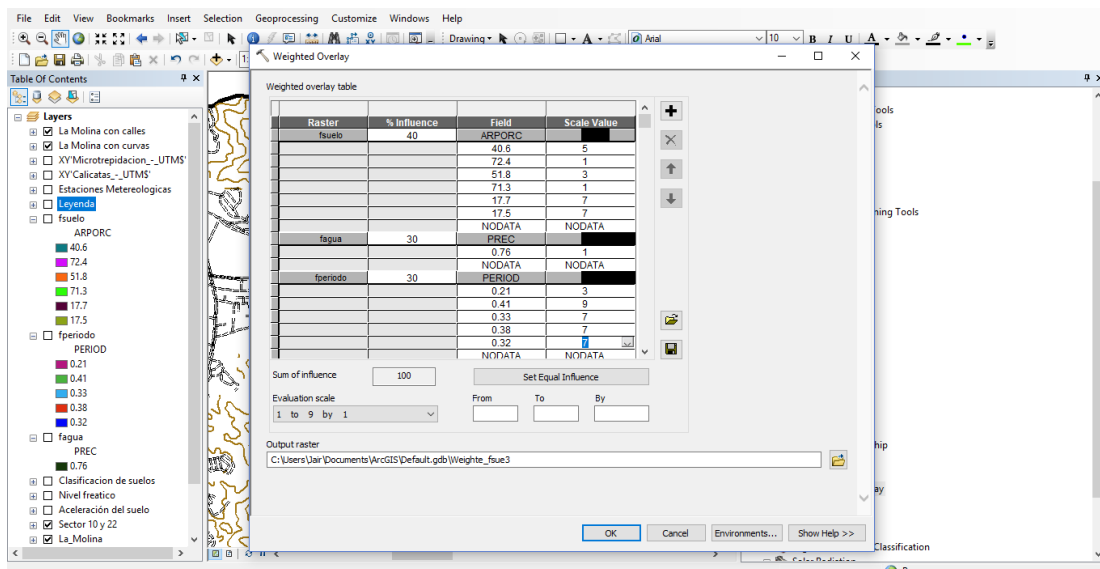 File Edit View Bookmarks Insert Selection Geoprocessing Customize Windows Help
Drawing
Arial
10
B I U A
Table Of Contents
Layers
La Molina con calles
La Molina con curvas
XY'Microtrepidacion_-_UTM$'
XY'Calicatas_-_UTM$'
Estaciones Metereologicas
Leyenda
fsuelo
ARPORC
40.6
72.4
51.8
71.3
17.7
17.5
fperiodo
PERIOD
0.21
0.41
0.33
0.38
0.32
fagua
PREC
0.76
Clasificacion de suelos
Nivel freatico
Aceleración del suelo
Sector 10 y 22
La_Molina
Weighted Overlay
Weighted overlay table
Raster % Influence Field Scale Value
fsuelo 40 ARPORC
40.6 5
72.4 1
51.8 3
71.3 1
17.7 7
17.5 7
NODATA NODATA
fagua 30 PREC
0.76 1
NODATA NODATA
fperiodo 30 PERIOD
0.21 3
0.41 9
0.33 7
0.38 7
0.32 7
NODATA NODATA
Sum of influence 100 Set Equal Influence
Evaluation scale From To By
1 to 9 by 1
Output raster
C:\Users\Jair\Documents\ArcGIS\Default.gdb\Weighte_fsue3
OK Cancel Environments... Show Help >>
ools
ls
ning Tools
hip
ay
Classification